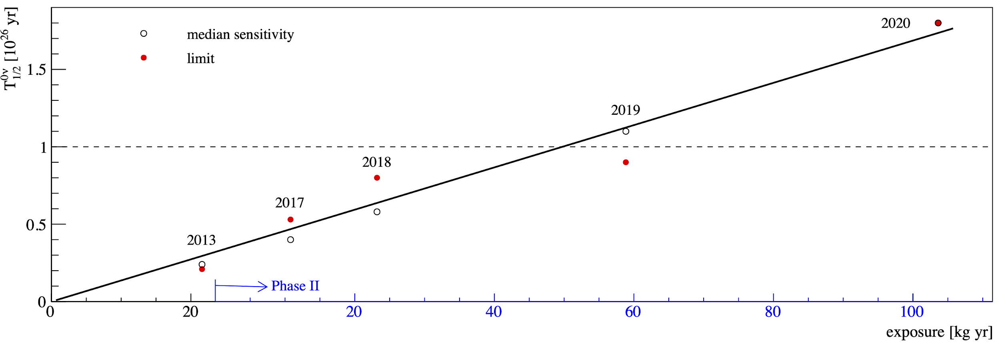 T^{0ν}_{1/2} [10^{26} yr]
median sensitivity
limit
2020
1.5
2019
1
2018
2017
0.5
2013
Phase II
0
0 20 20 40 60 80 100
exposure [kg yr]